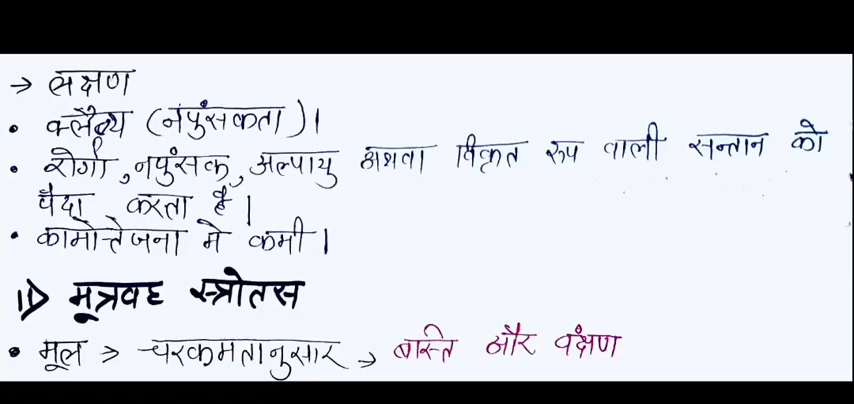 → लक्षण
• क्लैब्य (नपुंसकता)।
• रोगी, नपुंसक, अल्पायु अथवा विकृत रूप वाली सन्तान को
पैदा करता है।
• कामोत्तेजना मे कमी।
11) मूत्रवह स्त्रोतस
• मूल → चरकमतानुसार → बस्ति और वंक्षण